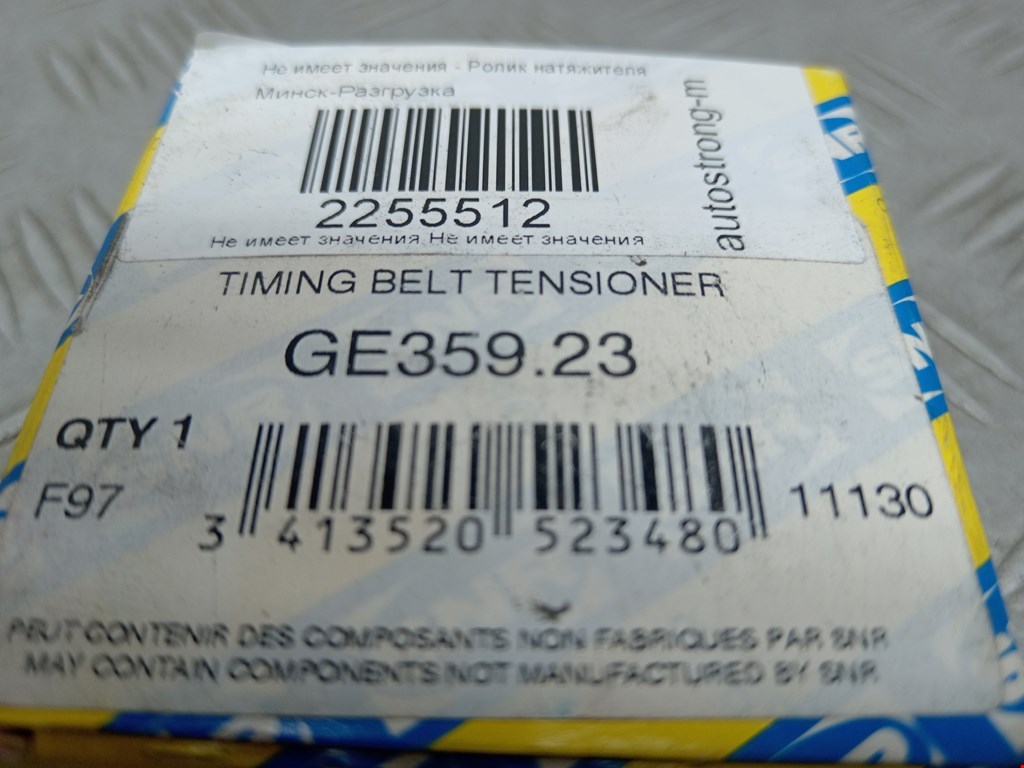 Не имеет значения - Ролик натяжителя
Минск-Разгрузка
autostrong-m
2255512
Не имеет значения Не имеет значения
TIMING BELT TENSIONER
GE359.23
QTY 1
F97
3 413520 523480
11130
PEUT CONTENIR DES COMPOSANTS NON FABRIQUES PAR SNR
MAY CONTAIN COMPONENTS NOT MANUFACTURED BY SNR